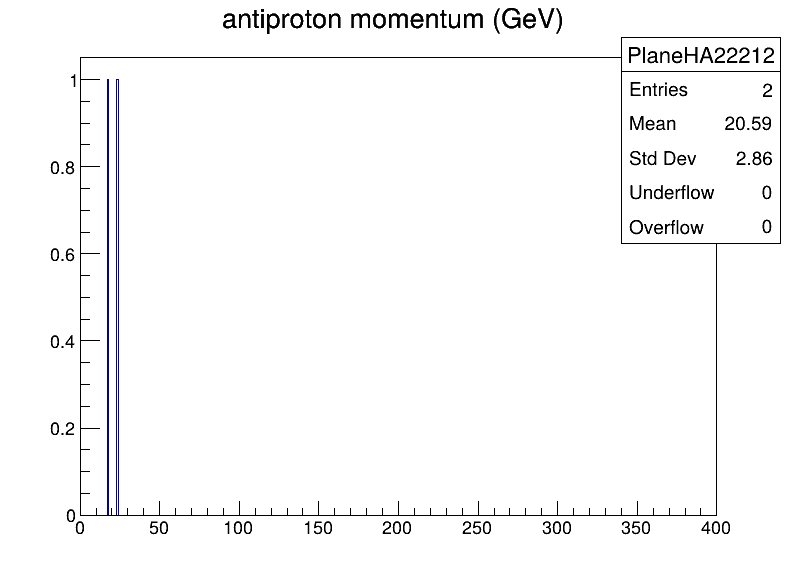 antiproton momentum (GeV)
PlaneHA22212
Entries 2
Mean 20.59
Std Dev 2.86
Underflow 0
Overflow 0
1
0.8
0.6
0.4
0.2
0
0 50 100 150 200 250 300 350 400